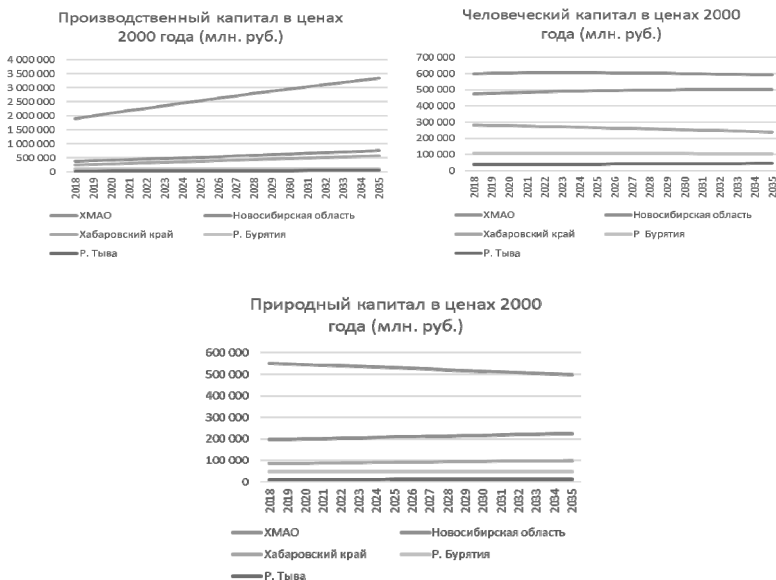 Производственный капитал в ценах
2000 года (млн. руб.)
4 000 000
3 500 000
3 000 000
2 500 000
2 000 000
1 500 000
1 000 000
500 000
0
2018 2019 2020 2021 2022 2023 2024 2025 2026 2027 2028 2029 2030 2031 2032 2033 2034 2035
ХМАО Новосибирская область
Хабаровский край Р. Бурятия
Р. Тыва
Человеческий капитал в ценах 2000
года (млн. руб.)
700 000
600 000
500 000
400 000
300 000
200 000
100 000
0
2018 2019 2020 2021 2022 2023 2024 2025 2026 2027 2028 2029 2030 2031 2032 2033 2034 2035
ХМАО Новосибирская область
Хабаровский край Р Бурятия
Р. Тыва
Природный капитал в ценах 2000
года (млн. руб.)
600 000
500 000
400 000
300 000
200 000
100 000
0
2018 2019 2020 2021 2022 2023 2024 2025 2026 2027 2028 2029 2030 2031 2032 2033 2034 2035
ХМАО Новосибирская область
Хабаровский край Р. Бурятия
Р. Тыва